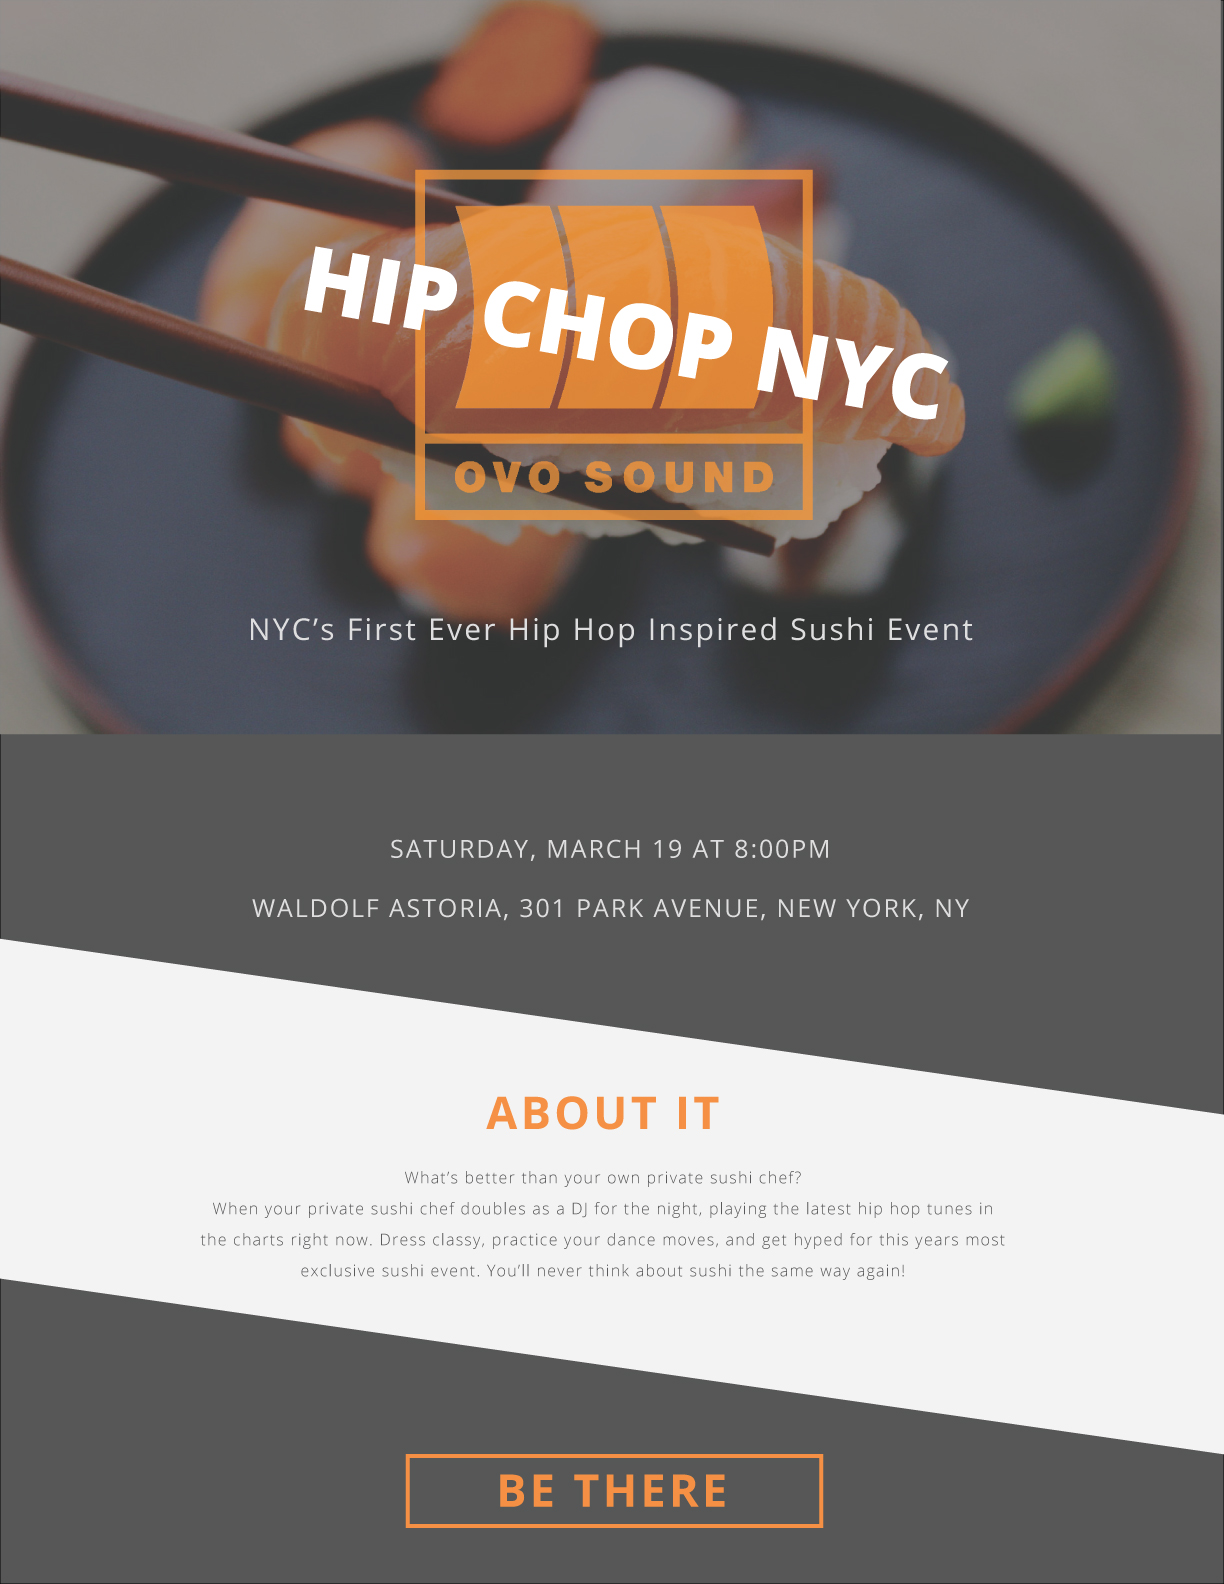 HIP CHOP NYC
OVO SOUND
NYC’s First Ever Hip Hop Inspired Sushi Event
SATURDAY, MARCH 19 AT 8:00PM
WALDOLF ASTORIA, 301 PARK AVENUE, NEW YORK, NY
ABOUT IT
What’s better than your own private sushi chef?
When your private sushi chef doubles as a DJ for the night, playing the latest hip hop tunes in
the charts right now. Dress classy, practice your dance moves, and get hyped for this years most
exclusive sushi event. You’ll never think about sushi the same way again!
BE THERE